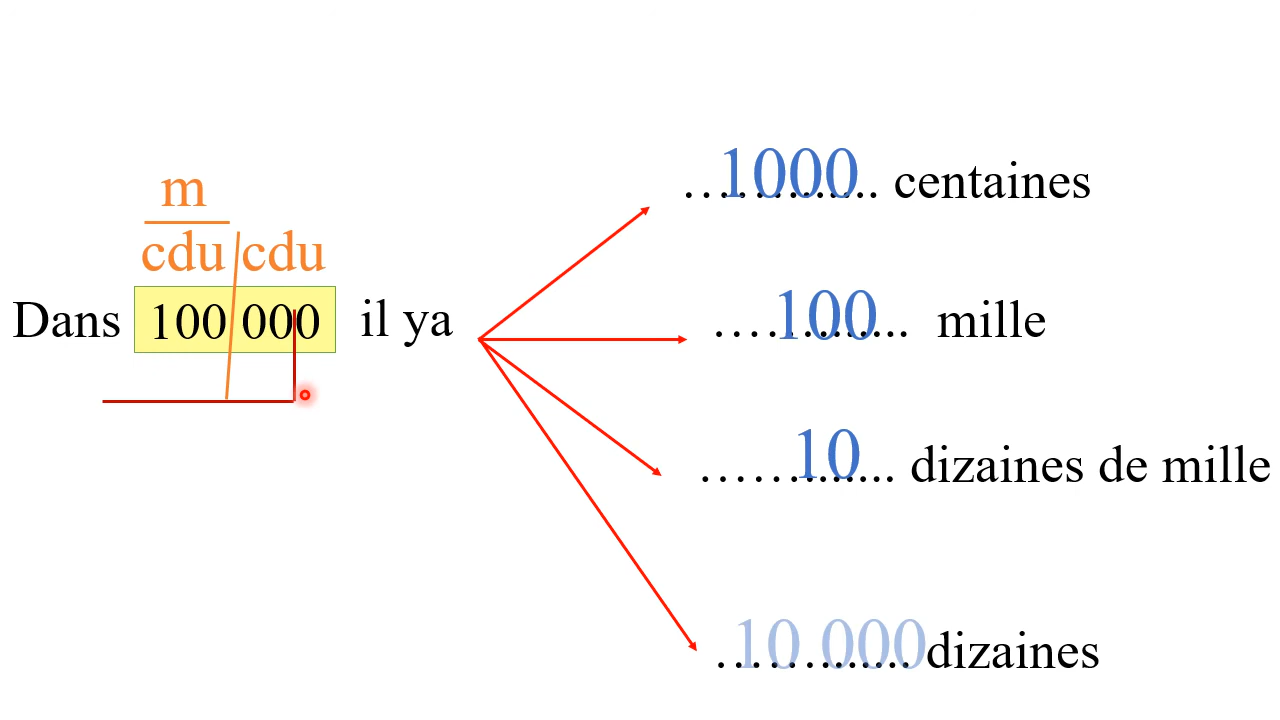 m
cdu cdu
Dans 100 000 il ya
1000 centaines
100 mille
10 dizaines de mille
10 000 dizaines